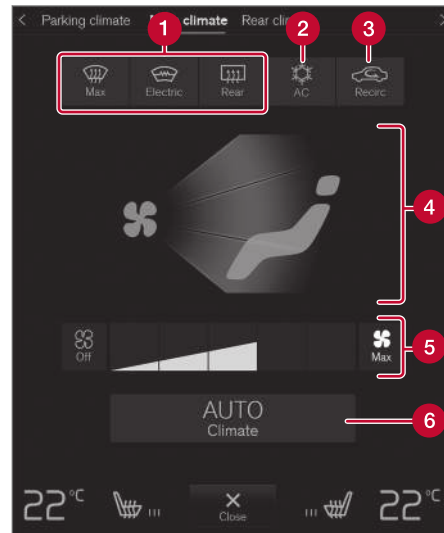 Parking climate climate Rear
1 2 3
Max Electric Rear AC Recirc
4
Off Max 5
AUTO 6
Climate
22°C 22°C
Close